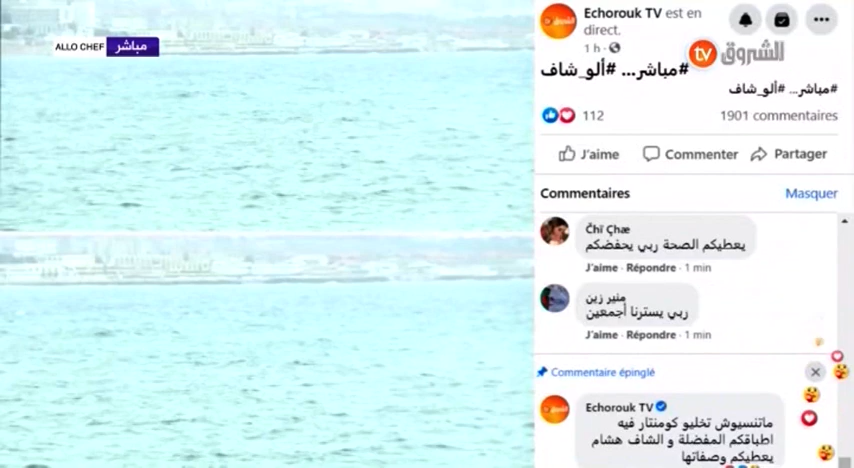 ALLO CHEF مباشر
Echorouk TV est en
direct.
1 h
الشروق tv
#مباشر... #ألو_شاف
#مباشر... #ألو_شاف
112
1901 commentaires
J'aime
Commenter
Partager
Commentaires
Masquer
Čhï Çhæ
يعطيكم الصحة ربي يحفضكم
J'aime · Répondre · 1 min
منير زين
ربي يسترنا أجمعين
J'aime · Répondre · 1 min
Commentaire épinglé
Echorouk TV
ماتنسيوش تخليو كومنتار فيه
اطباقكم المفضلة و الشاف هشام
يعطيكم وصفاتها